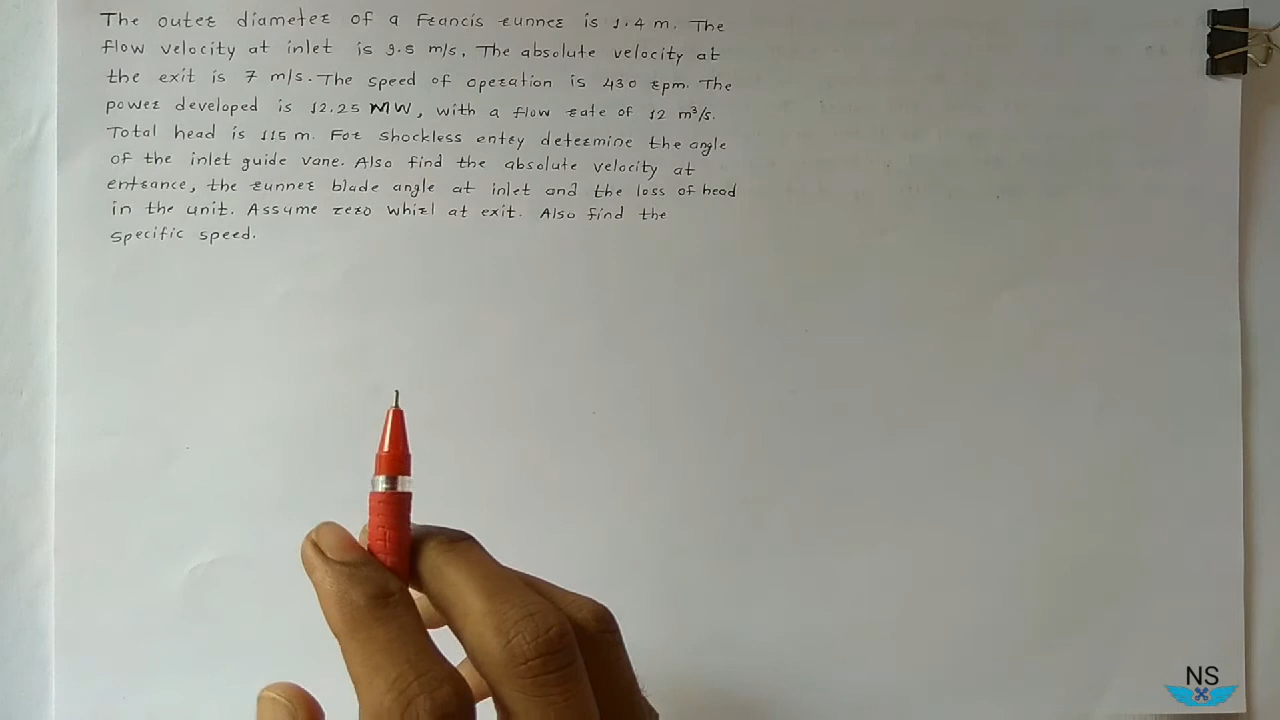 The outer diameter of a Francis runner is 1.4 m. The
flow velocity at inlet is 9.5 m/s. The absolute velocity at
the exit is 7 m/s. The speed of operation is 430 rpm. The
power developed is 12.25 MW, with a flow rate of 12 m³/s.
Total head is 115 m. For shockless entry determine the angle
of the inlet guide vane. Also find the absolute velocity at
entrance, the runner blade angle at inlet and the loss of head
in the unit. Assume zero whirl at exit. Also find the
specific speed.
NS